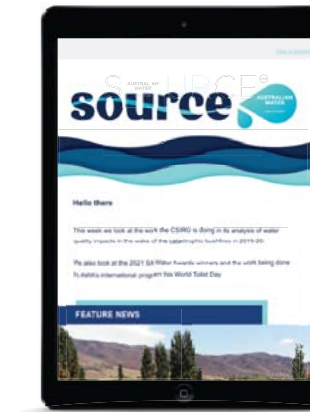 source
AUSTRALIAN
WATER
Hello there
This week we look at the work the CSIRO is doing in its analysis of water
quality impacts in the wake of the catastrophic bushfires in 2019-20.
We also look at the 2021 SA Water Awards winners and the work being done
international program this World Toilet Day
FEATURE NEWS